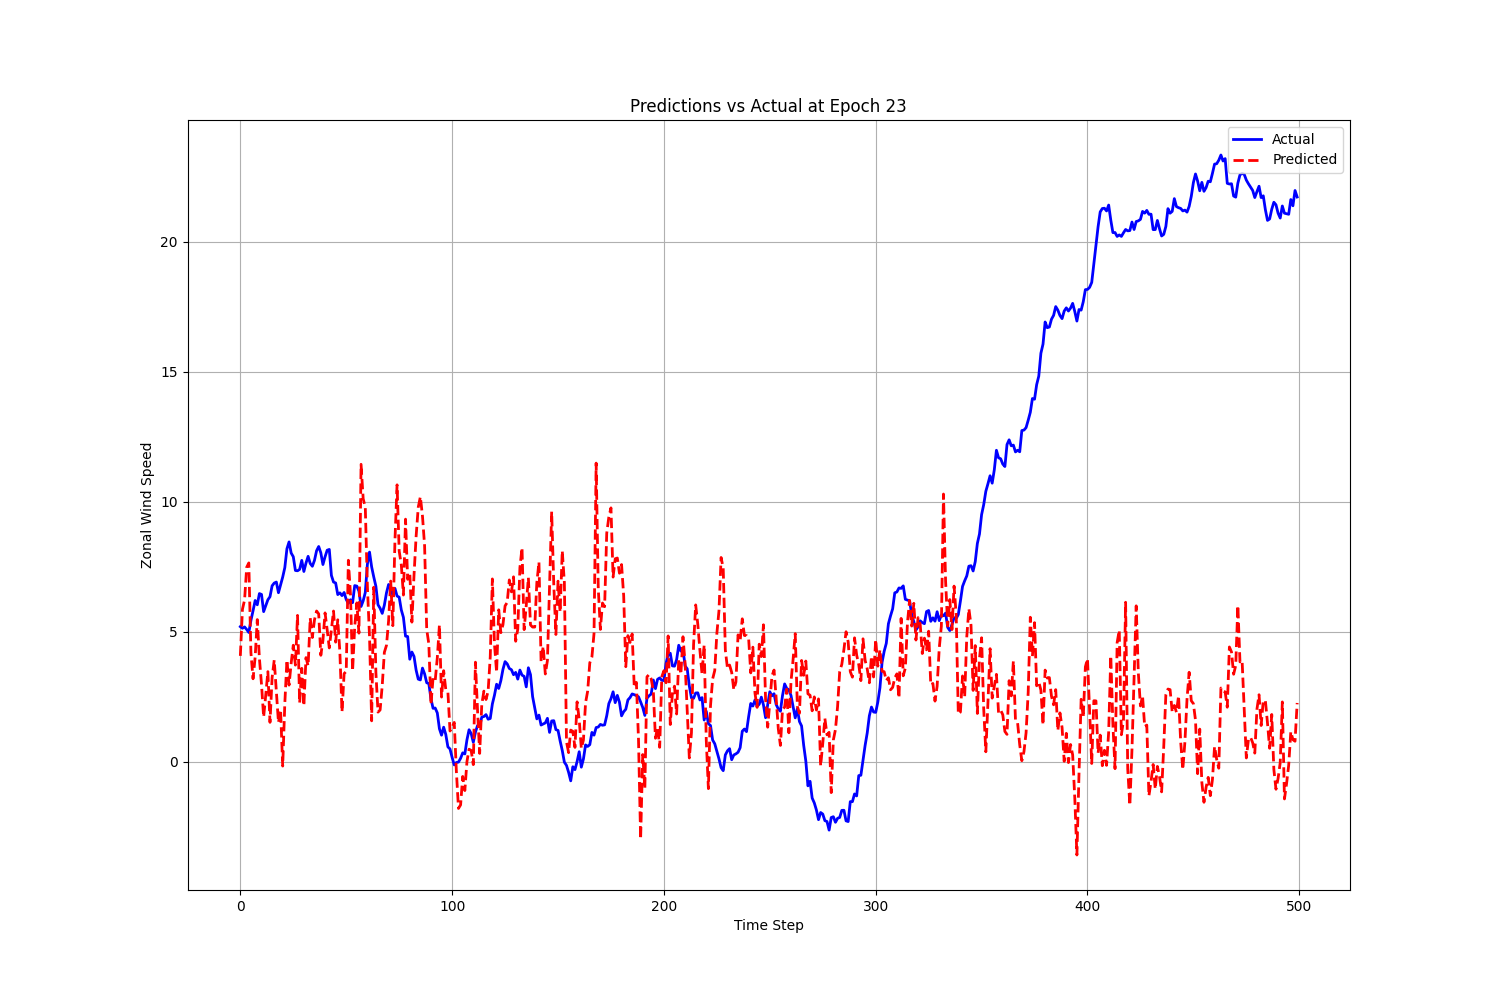 Predictions vs Actual at Epoch 23
Actual
Predicted
Zonal Wind Speed
20
15
10
5
0
0 100 200 300 400 500
Time Step